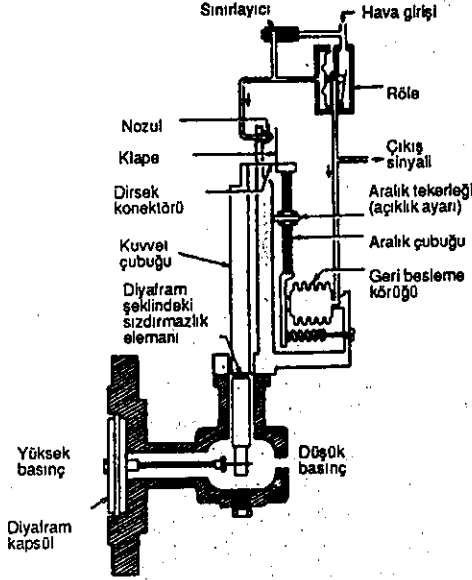 Sınırlayıcı
Hava girişi
Röle
Nozul
Klape
Çıkış
sinyali
Dirsek
konektörü
Aralık tekerleği
(açıklık ayarı)
Kuvvet
çubuğu
Aralık çubuğu
Geri besleme
körüğü
Diyafram
şeklindeki
sızdırmazlık
elemanı
Yüksek
basınç
Düşük
basınç
Diyafram
kapsül